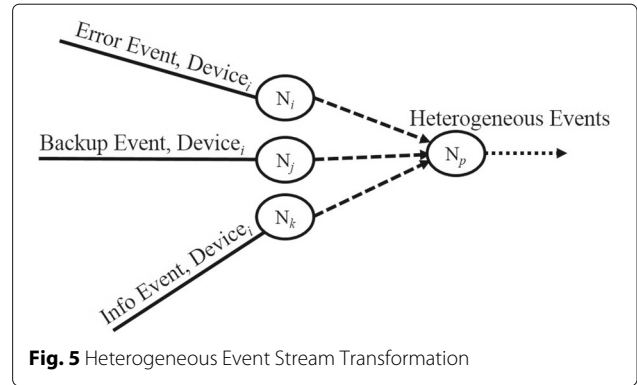 Error Event, Deviceᵢ
Nᵢ
Heterogeneous Events
Backup Event, Deviceᵢ
Nⱼ
Nₚ
Nₖ
Info Event, Deviceᵢ
Fig. 5 Heterogeneous Event Stream Transformation